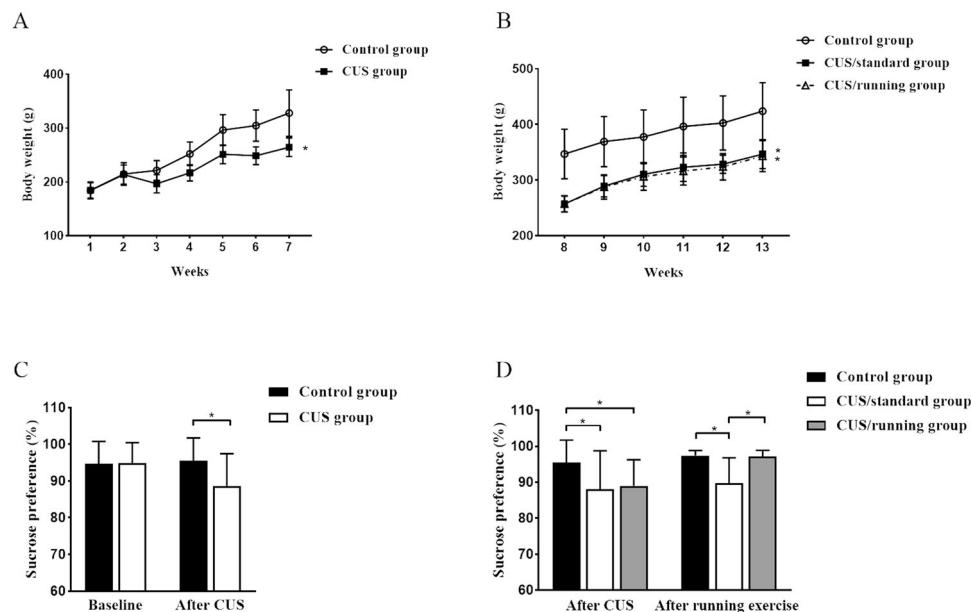 A
Control group
CUS group
Body weight (g)
400
300
200
100
*
1 2 3 4 5 6 7
Weeks
B
Control group
CUS/standard group
CUS/running group
Body weight (g)
500
400
300
200
*
*
8 9 10 11 12 13
Weeks
C
Control group
CUS group
Sucrose preference (%)
110
100
90
80
70
60
*
Baseline After CUS
D
Control group
CUS/standard group
CUS/running group
Sucrose preference (%)
110
100
90
80
70
60
*
*
*
*
After CUS After running exercise